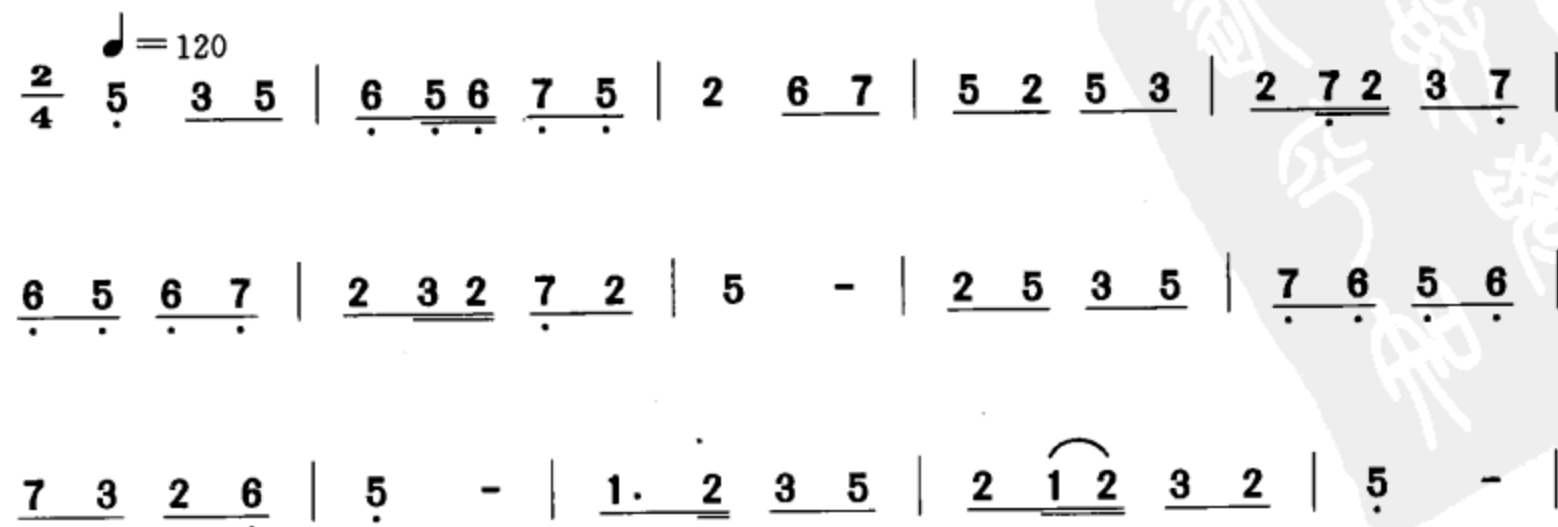 ♩=120
2/4 5̣ 3 5 | 6̣ 5̣ 6̣ 7̣ 5̣ | 2 6 7 | 5 2 5 3 | 2 7̣ 2 3 7̣ |
6̣ 5̣ 6̣ 7̣ | 2 3 2 7̣ 2 | 5 - | 2 5 3 5 | 7̣ 6̣ 5̣ 6̣ |
7 3 2 6̣ | 5̣ - | 1. 2 3 5 | 2 1 2 3 2 | 5̣ - |